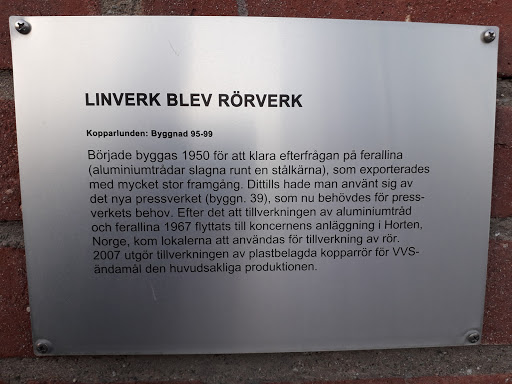 LINVERK BLEV RÖRVERK
Kopparlunden: Byggnad 95-99
Började byggas 1950 för att klara efterfrågan på ferallina
(aluminiumtrådar slagna runt en stålkärna), som exporterades
med mycket stor framgång. Dittills hade man använt sig av
det nya pressverket (byggn. 39), som nu behövdes för press-
verkets behov. Efter det att tillverkningen av aluminiumtråd
och ferallina 1967 flyttats till koncernens anläggning i Horten,
Norge, kom lokalerna att användas för tillverkning av rör.
2007 utgör tillverkningen av plastbelagda kopparrör för VVS-
ändamål den huvudsakliga produktionen.